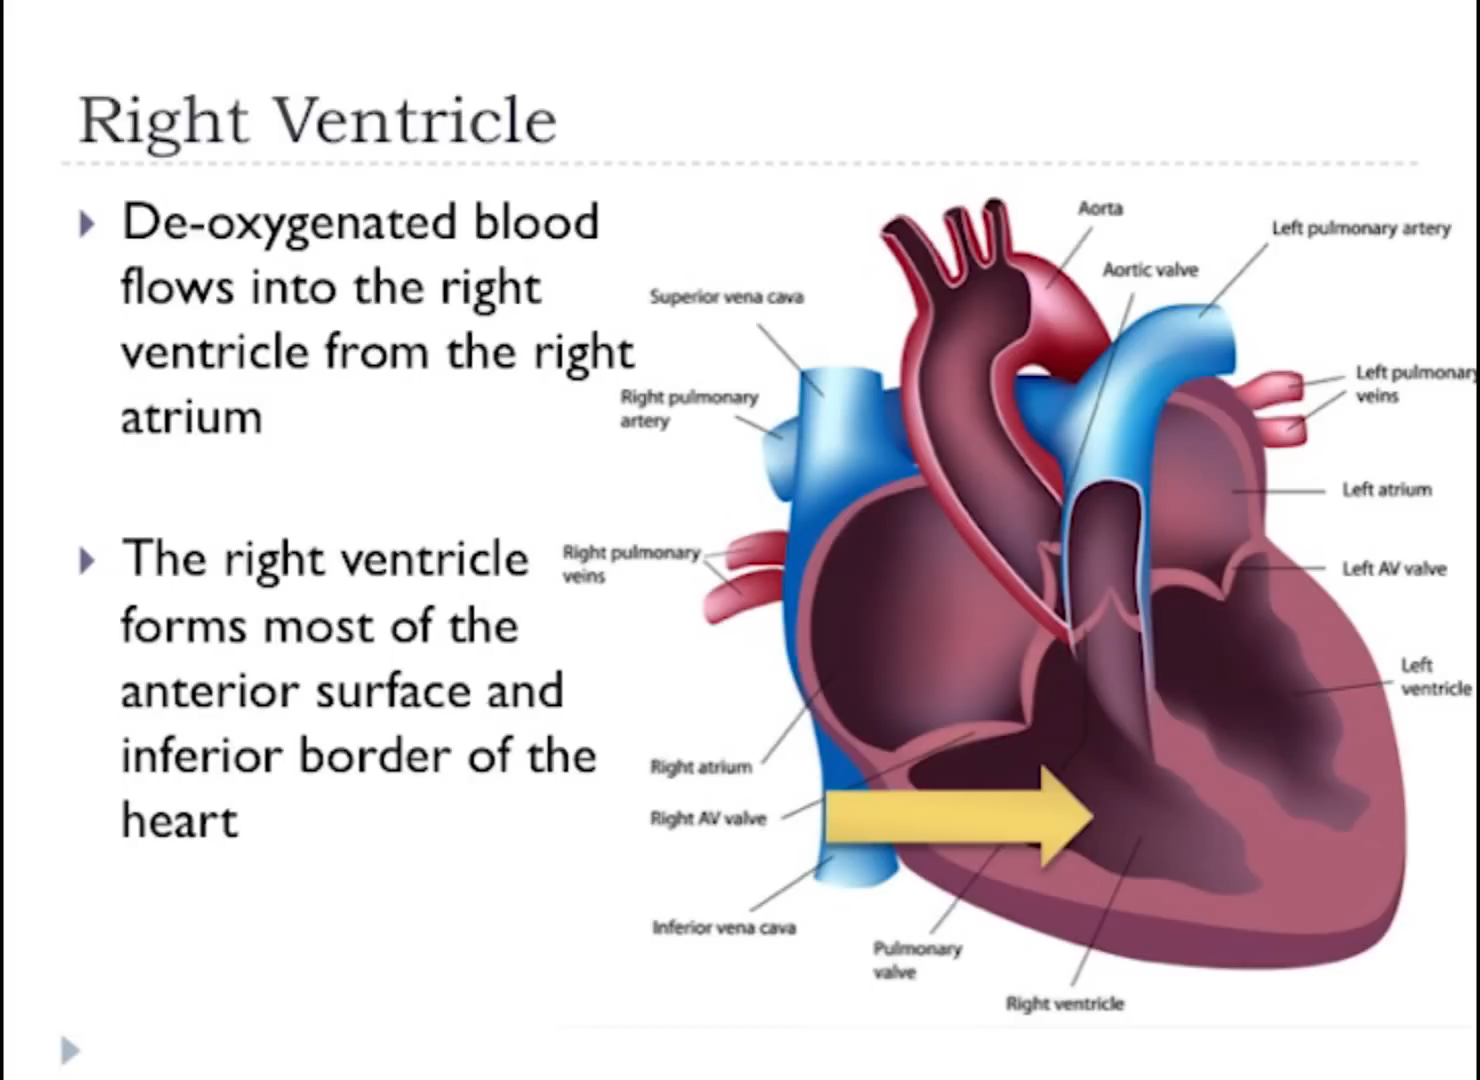 Right Ventricle
De-oxygenated blood
flows into the right
ventricle from the right
atrium
The right ventricle
forms most of the
anterior surface and
inferior border of the
heart
Aorta
Left pulmonary artery
Aortic valve
Superior vena cava
Left pulmonary
veins
Right pulmonary
artery
Left atrium
Right pulmonary
veins
Left AV valve
Left
ventricle
Right atrium
Right AV valve
Inferior vena cava
Pulmonary
valve
Right ventricle